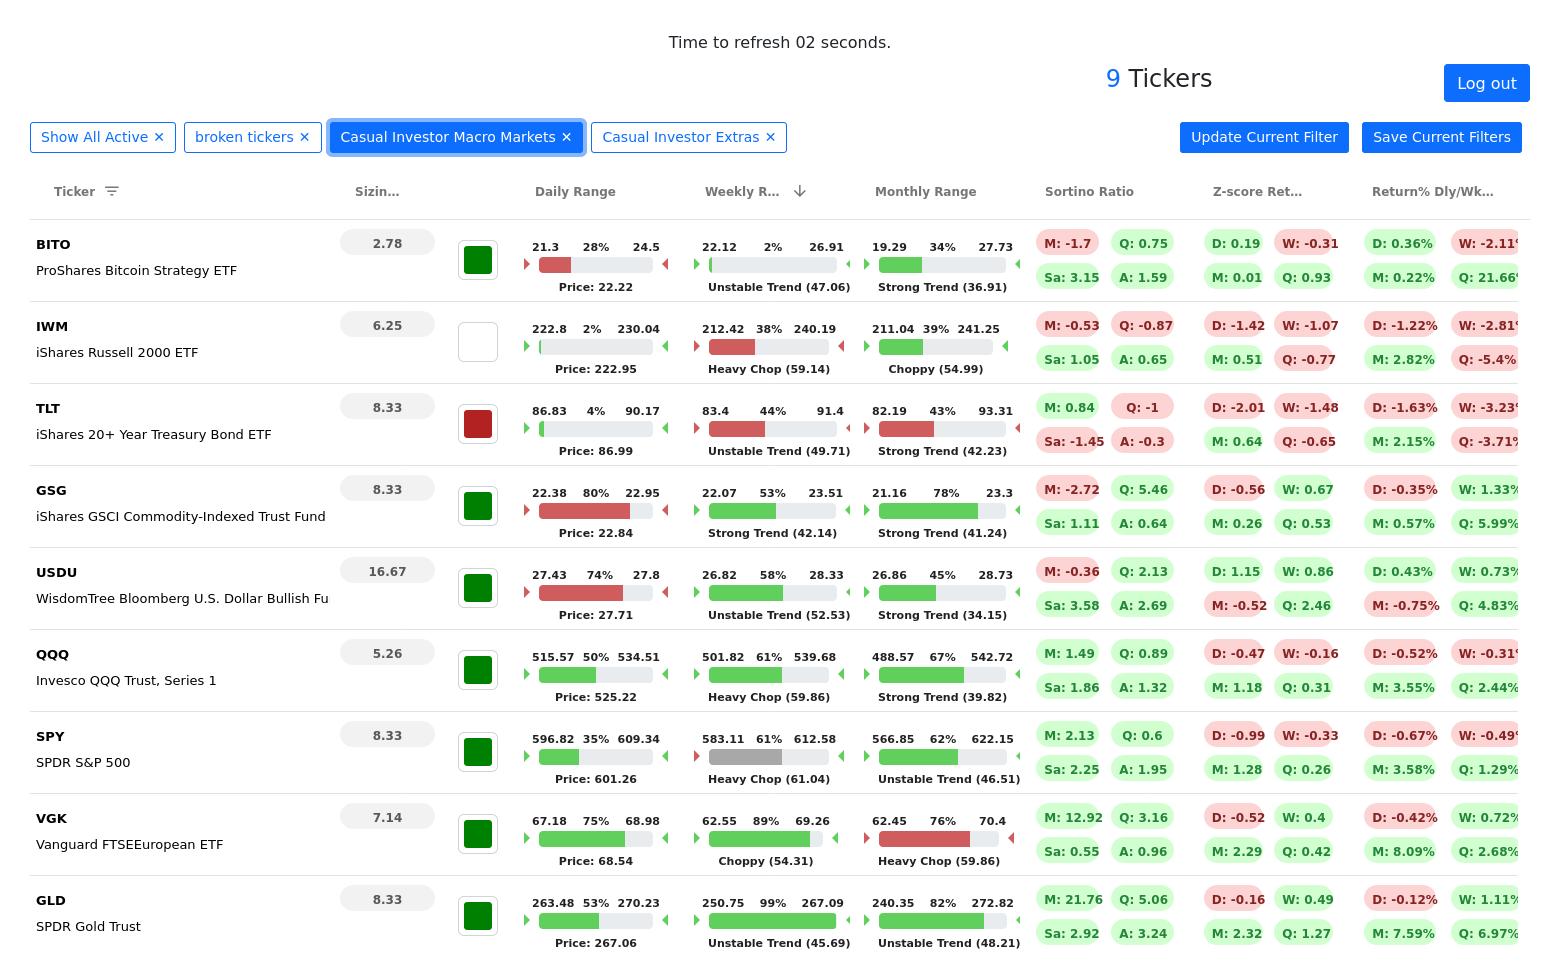 Time to refresh 02 seconds.
9 Tickers
Log out
Show All Active ✕ broken tickers ✕ Casual Investor Macro Markets ✕ Casual Investor Extras ✕ Update Current Filter Save Current Filters
Ticker Sizin… Daily Range Weekly R… Monthly Range Sortino Ratio Z-score Ret… Return% Dly/Wk…
BITO 2.78 21.3 28% 24.5 22.12 2% 26.91 19.29 34% 27.73 M: -1.7 Q: 0.75 D: 0.19 W: -0.31 D: 0.36% W: -2.11%
ProShares Bitcoin Strategy ETF Sa: 3.15 A: 1.59 M: 0.01 Q: 0.93 M: 0.22% Q: 21.66%
Price: 22.22 Unstable Trend (47.06) Strong Trend (36.91)
IWM 6.25 222.8 2% 230.04 212.42 38% 240.19 211.04 39% 241.25 M: -0.53 Q: -0.87 D: -1.42 W: -1.07 D: -1.22% W: -2.81%
iShares Russell 2000 ETF Sa: 1.05 A: 0.65 M: 0.51 Q: -0.77 M: 2.82% Q: -5.4%
Price: 222.95 Heavy Chop (59.14) Choppy (54.99)
TLT 8.33 86.83 4% 90.17 83.4 44% 91.4 82.19 43% 93.31 M: 0.84 Q: -1 D: -2.01 W: -1.48 D: -1.63% W: -3.23%
iShares 20+ Year Treasury Bond ETF Sa: -1.45 A: -0.3 M: 0.64 Q: -0.65 M: 2.15% Q: -3.71%
Price: 86.99 Unstable Trend (49.71) Strong Trend (42.23)
GSG 8.33 22.38 80% 22.95 22.07 53% 23.51 21.16 78% 23.3 M: -2.72 Q: 5.46 D: -0.56 W: 0.67 D: -0.35% W: 1.33%
iShares GSCI Commodity-Indexed Trust Fund Sa: 1.11 A: 0.64 M: 0.26 Q: 0.53 M: 0.57% Q: 5.99%
Price: 22.84 Strong Trend (42.14) Strong Trend (41.24)
USDU 16.67 27.43 74% 27.8 26.82 58% 28.33 26.86 45% 28.73 M: -0.36 Q: 2.13 D: 1.15 W: 0.86 D: 0.43% W: 0.73%
WisdomTree Bloomberg U.S. Dollar Bullish Fu Sa: 3.58 A: 2.69 M: -0.52 Q: 2.46 M: -0.75% Q: 4.83%
Price: 27.71 Unstable Trend (52.53) Strong Trend (34.15)
QQQ 5.26 515.57 50% 534.51 501.82 61% 539.68 488.57 67% 542.72 M: 1.49 Q: 0.89 D: -0.47 W: -0.16 D: -0.52% W: -0.31%
Invesco QQQ Trust, Series 1 Sa: 1.86 A: 1.32 M: 1.18 Q: 0.31 M: 3.55% Q: 2.44%
Price: 525.22 Heavy Chop (59.86) Strong Trend (39.82)
SPY 8.33 596.82 35% 609.34 583.11 61% 612.58 566.85 62% 622.15 M: 2.13 Q: 0.6 D: -0.99 W: -0.33 D: -0.67% W: -0.49%
SPDR S&P 500 Sa: 2.25 A: 1.95 M: 1.28 Q: 0.26 M: 3.58% Q: 1.29%
Price: 601.26 Heavy Chop (61.04) Unstable Trend (46.51)
VGK 7.14 67.18 75% 68.98 62.55 89% 69.26 62.45 76% 70.4 M: 12.92 Q: 3.16 D: -0.52 W: 0.4 D: -0.42% W: 0.72%
Vanguard FTSEEuropean ETF Sa: 0.55 A: 0.96 M: 2.29 Q: 0.42 M: 8.09% Q: 2.68%
Price: 68.54 Choppy (54.31) Heavy Chop (59.86)
GLD 8.33 263.48 53% 270.23 250.75 99% 267.09 240.35 82% 272.82 M: 21.76 Q: 5.06 D: -0.16 W: 0.49 D: -0.12% W: 1.11%
SPDR Gold Trust Sa: 2.92 A: 3.24 M: 2.32 Q: 1.27 M: 7.59% Q: 6.97%
Price: 267.06 Unstable Trend (45.69) Unstable Trend (48.21)